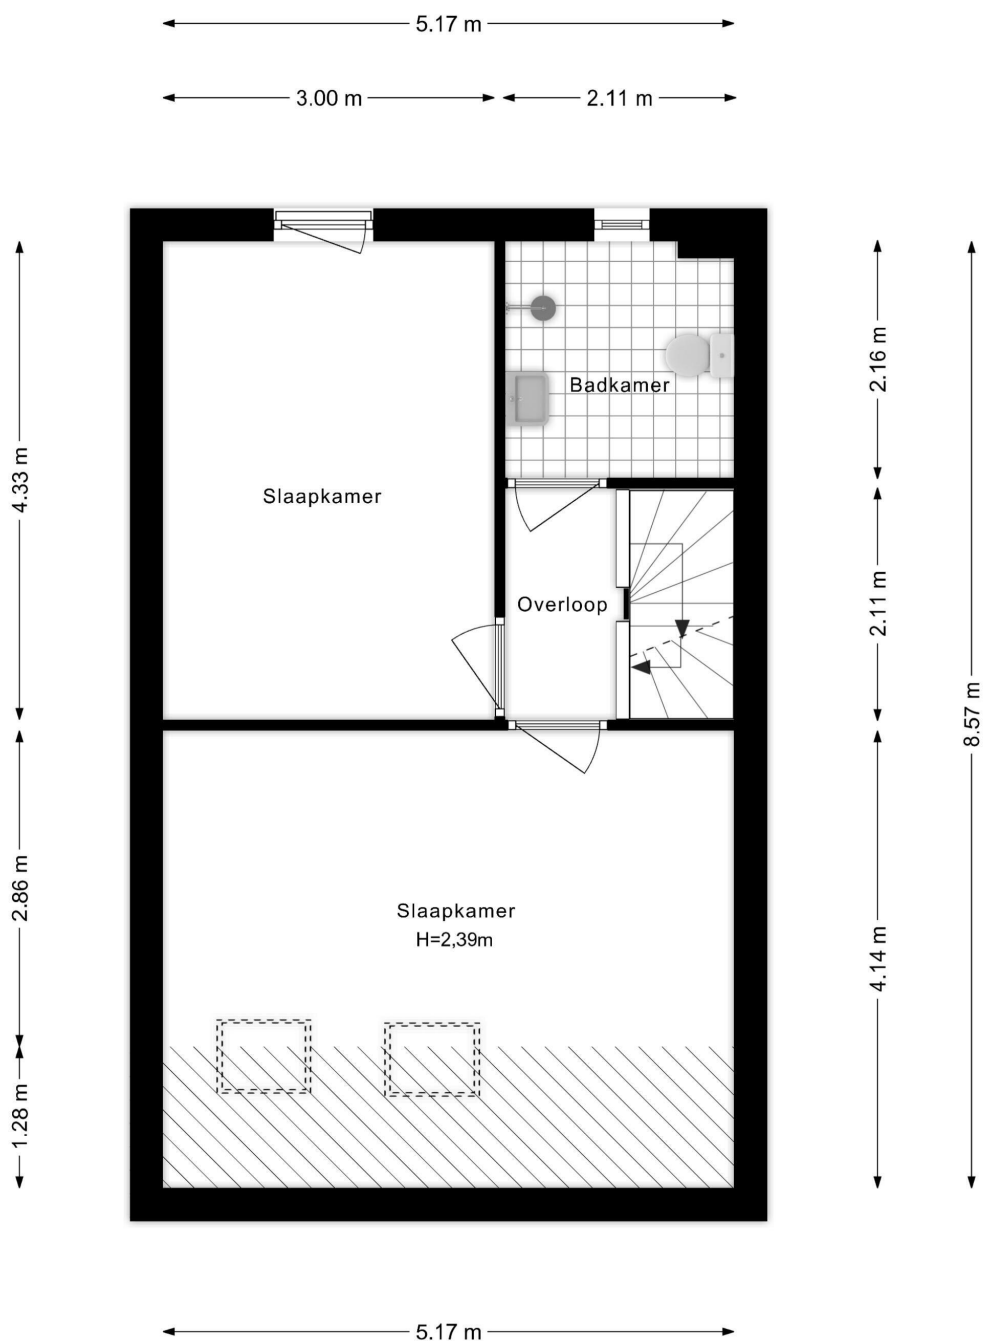 5.17 m
3.00 m
2.11 m
2.16 m
4.33 m
Badkamer
Slaapkamer
2.11 m
Overloop
8.57 m
2.86 m
Slaapkamer
H=2,39m
4.14 m
1.28 m
5.17 m